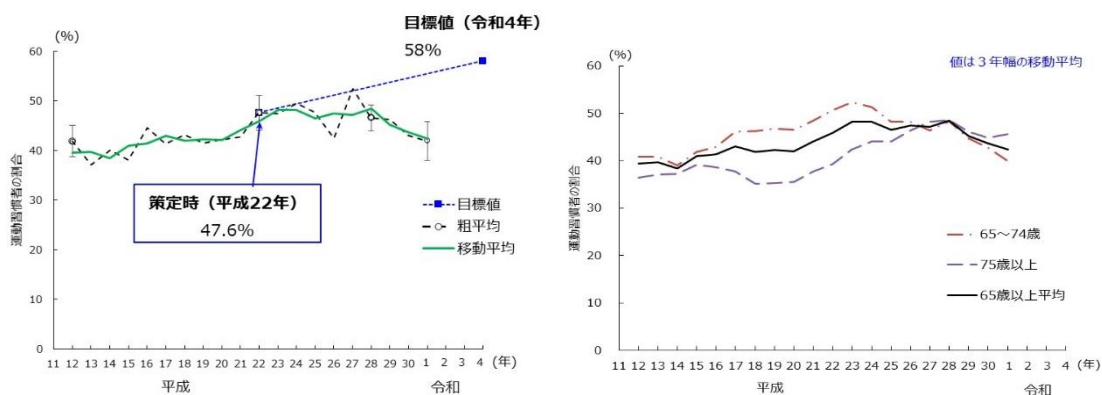 目標値（令和4年）
58%
(%)
60
50
40
30
20
10
0
運動習慣者の割合
策定時（平成22年）
47.6%
目標値
粗平均
移動平均
11 12 13 14 15 16 17 18 19 20 21 22 23 24 25 26 27 28 29 30 1 2 3 4 (年)
平成 令和
(%)
値は３年幅の移動平均
60
50
40
30
20
10
0
運動習慣者の割合
65～74歳
75歳以上
65歳以上平均
11 12 13 14 15 16 17 18 19 20 21 22 23 24 25 26 27 28 29 30 1 2 3 4 (年)
平成 令和